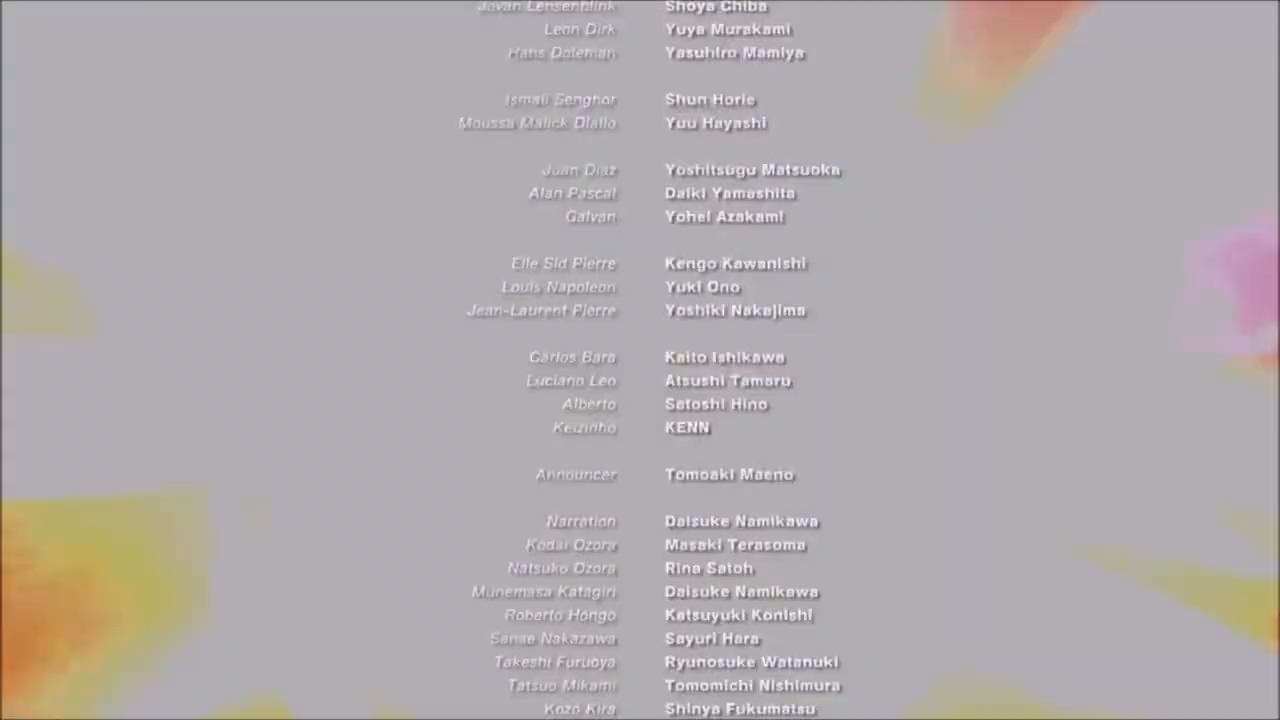 Javan Lensenblink Shoya Chiba
Leon Dirk Yuya Murakami
Hans Doleman Yasuhiro Mamiya
Ismail Senghor Shun Horie
Moussa Malick Diallo Yuu Hayashi
Juan Diaz Yoshitsugu Matsuoka
Alan Pascal Daiki Yamashita
Galvan Yohei Azakami
Elle Sid Pierre Kengo Kawanishi
Louis Napoleon Yuki Ono
Jean-Laurent Pierre Yoshiki Nakajima
Carlos Bara Kaito Ishikawa
Luciano Leo Atsushi Tamaru
Alberto Satoshi Hino
Keizinho KENN
Announcer Tomoaki Maeno
Narration Daisuke Namikawa
Kodai Ozora Masaki Terasoma
Natsuko Ozora Rina Satoh
Munemasa Katagiri Daisuke Namikawa
Roberto Hongo Katsuyuki Konishi
Sanae Nakazawa Sayuri Hara
Takeshi Furuoya Ryunosuke Watanuki
Tatsuo Mikami Tomomichi Nishimura
Kozo Kira Shinya Fukumatsu